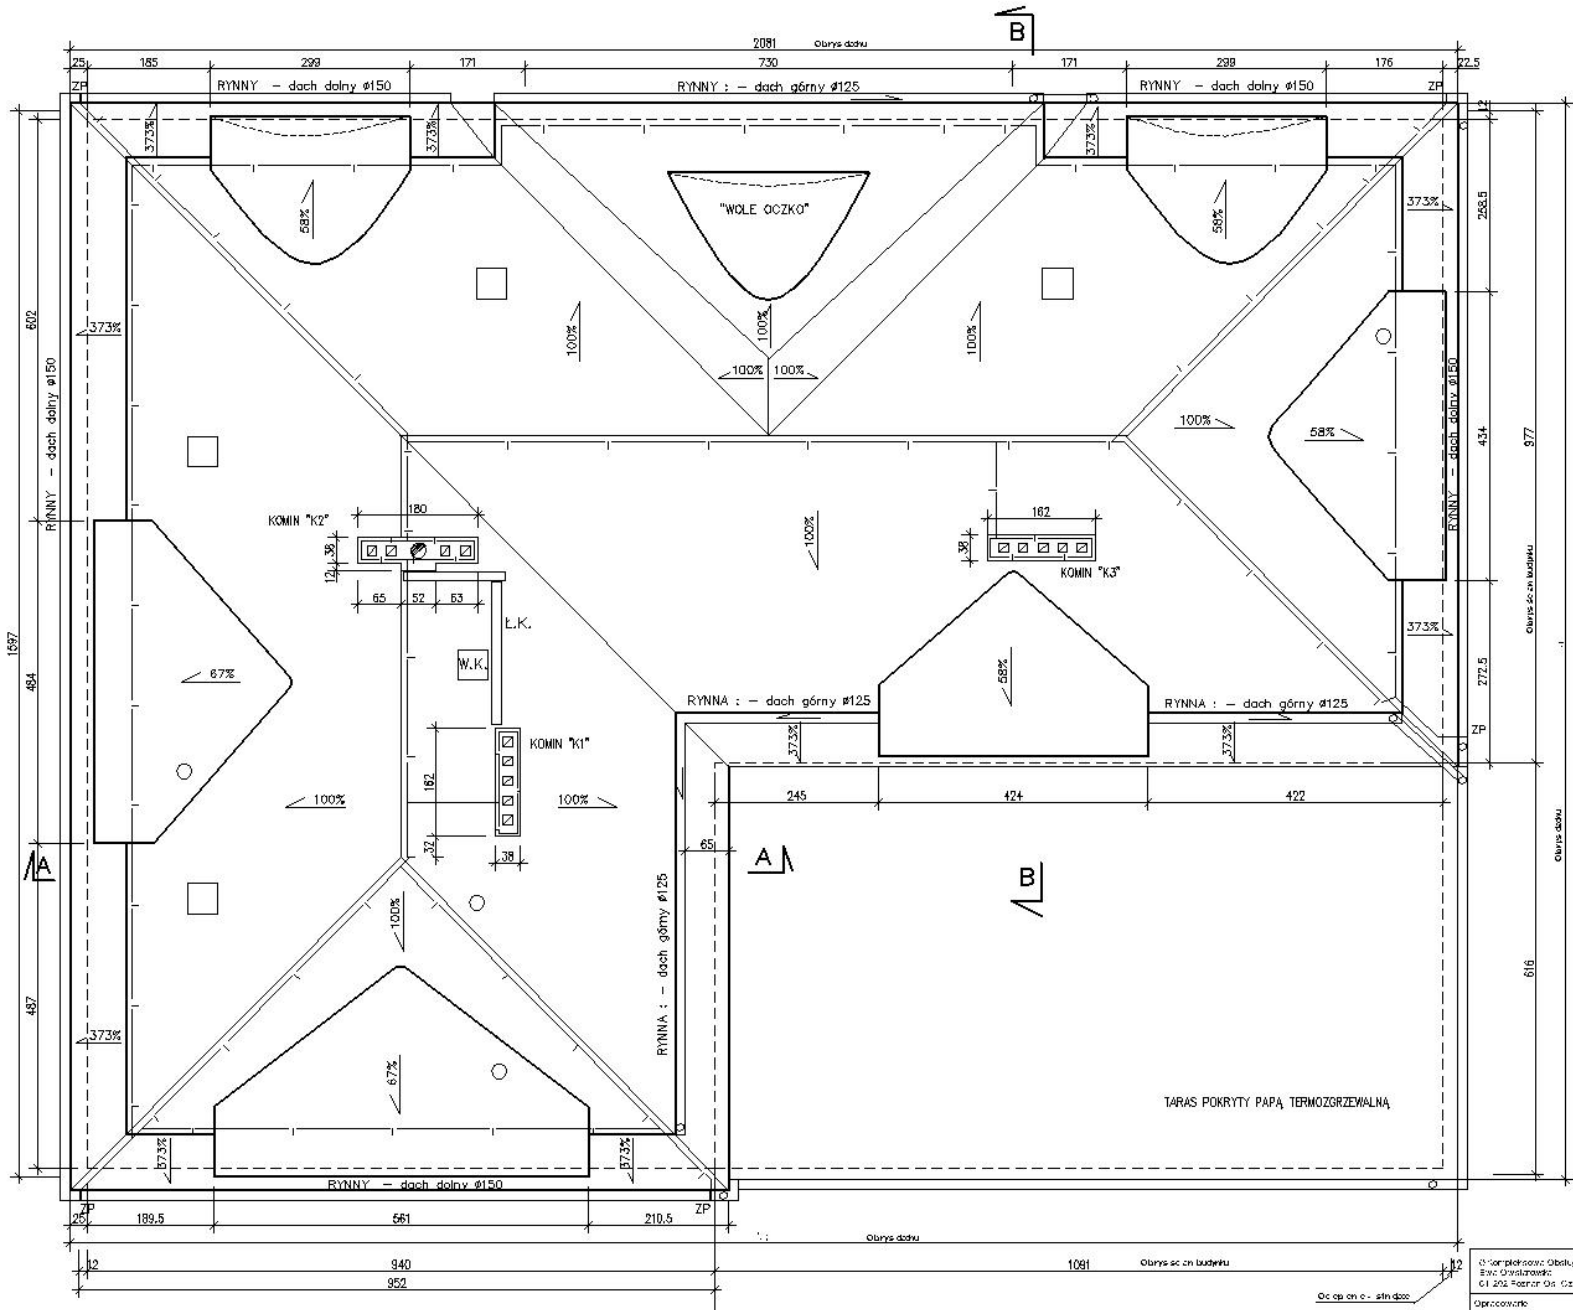 B
2081 Obrys dachu
25 185 299 171 730 171 299 176 22.5
ZP RYNNY - dach dolny ø150 RYNNY : - dach górny ø125 RYNNY - dach dolny ø150 ZP
12
373% 373% 373%
58% "WOLE OCZKO" 58% 373% 268.5
602 373% 100% 100% 100%
100% 100%
RYNNY - dach dolny ø150
RYNNY - dach dolny ø150
100% 58% 434 977
KOMIN "K2" 180 162
38 100% 38
12 KOMIN "K3"
65 52 63
Ł.K.
W.K.
1597 484 67% 58% 373% 272.5
RYNNA : - dach górny ø125 RYNNA : - dach górny ø125
ZP
KOMIN "K1" 373% 373%
162
100% 100% 245 424 422
32 38 65
A A B
Obrys dachu
100%
RYNNA : - dach górny ø125
487 616
373% 67%
TARAS POKRYTY PAPĄ TERMOZGRZEWALNĄ
373% 373%
RYNNY - dach dolny ø150
ZP ZP
25 189.5 561 210.5
Obrys dachu
12 940 1091 12
952
Opracowanie